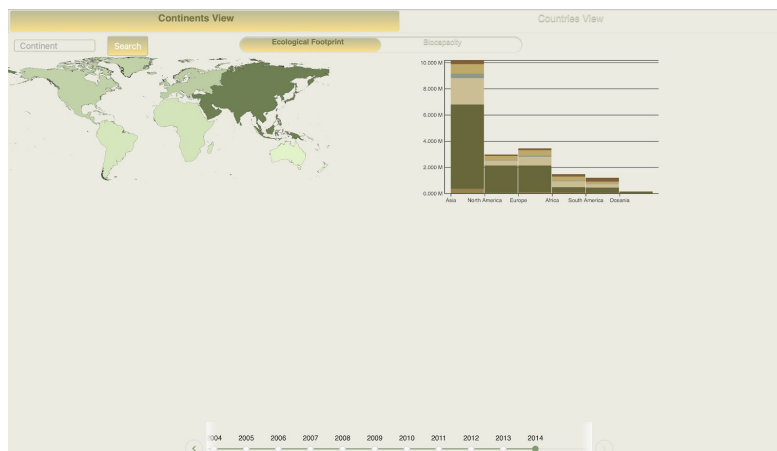 Continents View
Countries View
Continent
Search
Ecological Footprint
Biocapacity
10.000 M
8.000 M
6.000 M
4.000 M
2.000 M
0.000 M
Asia North America Europe Africa South America Oceania
2005 2006 2007 2008 2009 2010 2011 2012 2013 2014